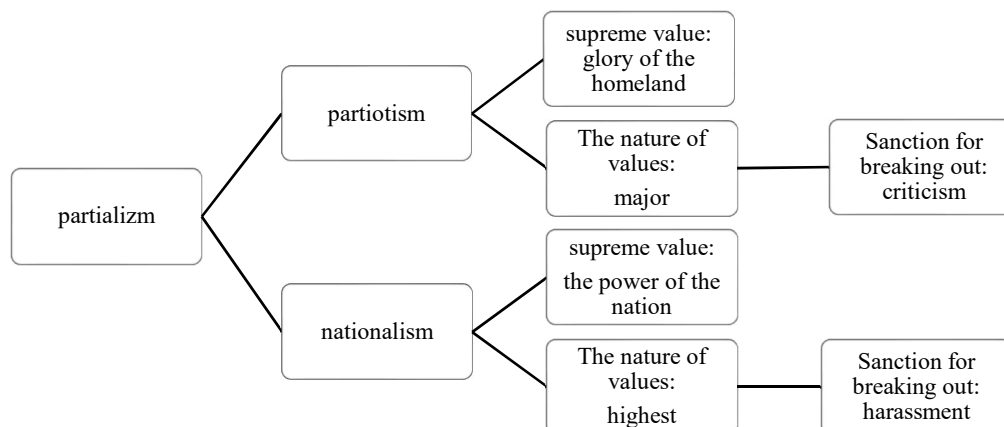 supreme value:
glory of the
homeland
partiotism
The nature of
values:
major
Sanction for
breaking out:
criticism
partializm
supreme value:
the power of the
nation
nationalism
The nature of
values:
highest
Sanction for
breaking out:
harassment